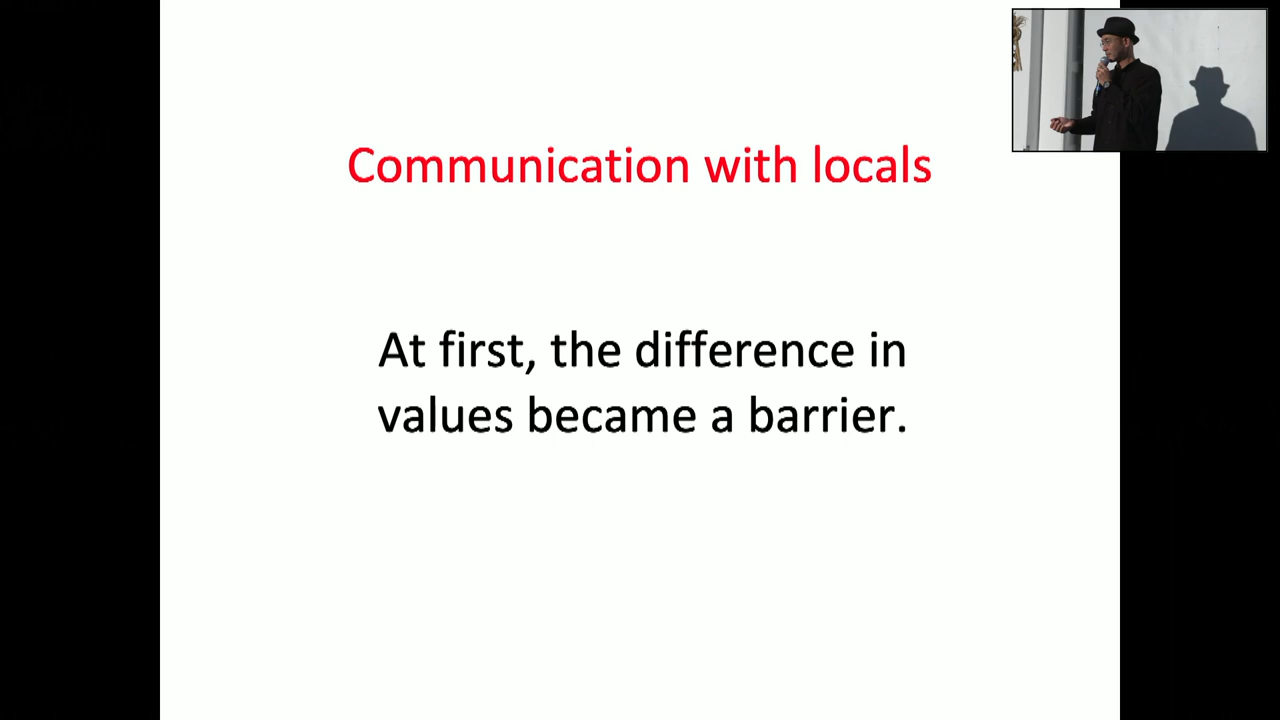 Communication with locals
At first, the difference in
values became a barrier.